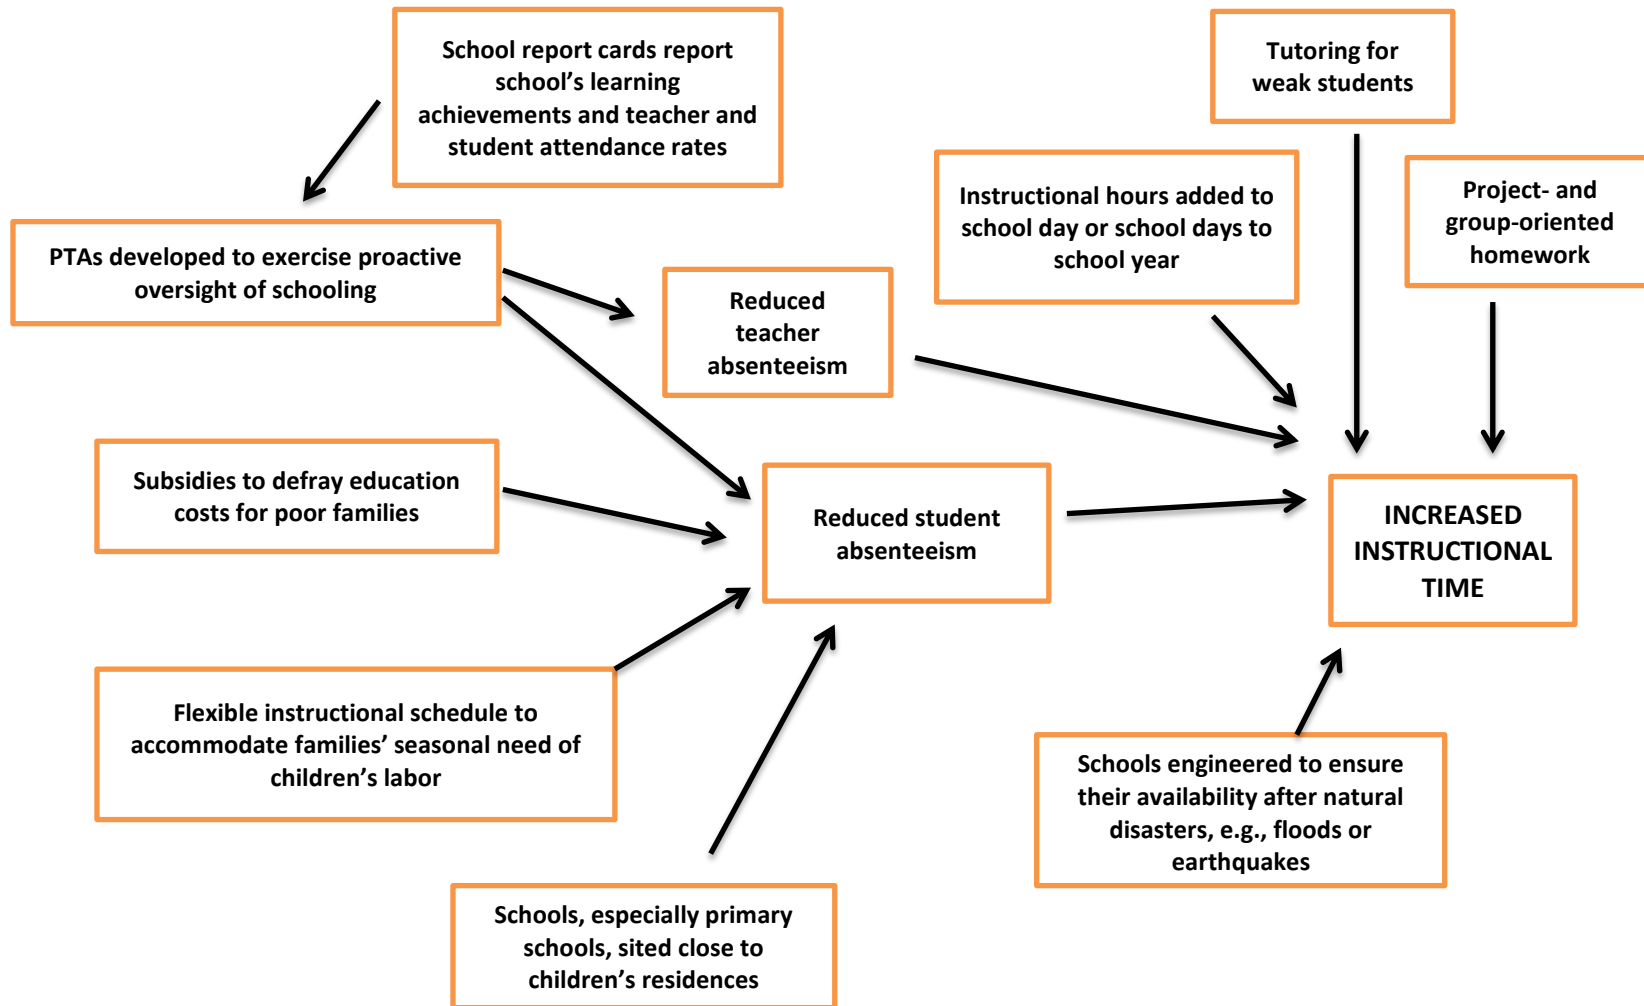 School report cards report
school’s learning
achievements and teacher and
student attendance rates
Tutoring for
weak students
Instructional hours added to
school day or school days to
school year
Project- and
group-oriented
homework
PTAs developed to exercise proactive
oversight of schooling
Reduced
teacher
absenteeism
Subsidies to defray education
costs for poor families
Reduced student
absenteeism
INCREASED
INSTRUCTIONAL
TIME
Flexible instructional schedule to
accommodate families’ seasonal need of
children’s labor
Schools engineered to ensure
their availability after natural
disasters, e.g., floods or
earthquakes
Schools, especially primary
schools, sited close to
children’s residences